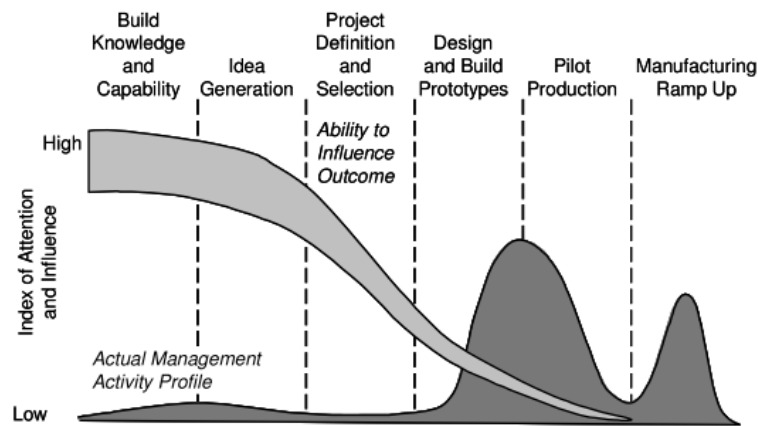 Build
Knowledge
and
Capability
Idea
Generation
Project
Definition
and
Selection
Design
and Build
Prototypes
Pilot
Production
Manufacturing
Ramp Up
High
Ability to
Influence
Outcome
Index of Attention
and Influence
Actual Management
Activity Profile
Low